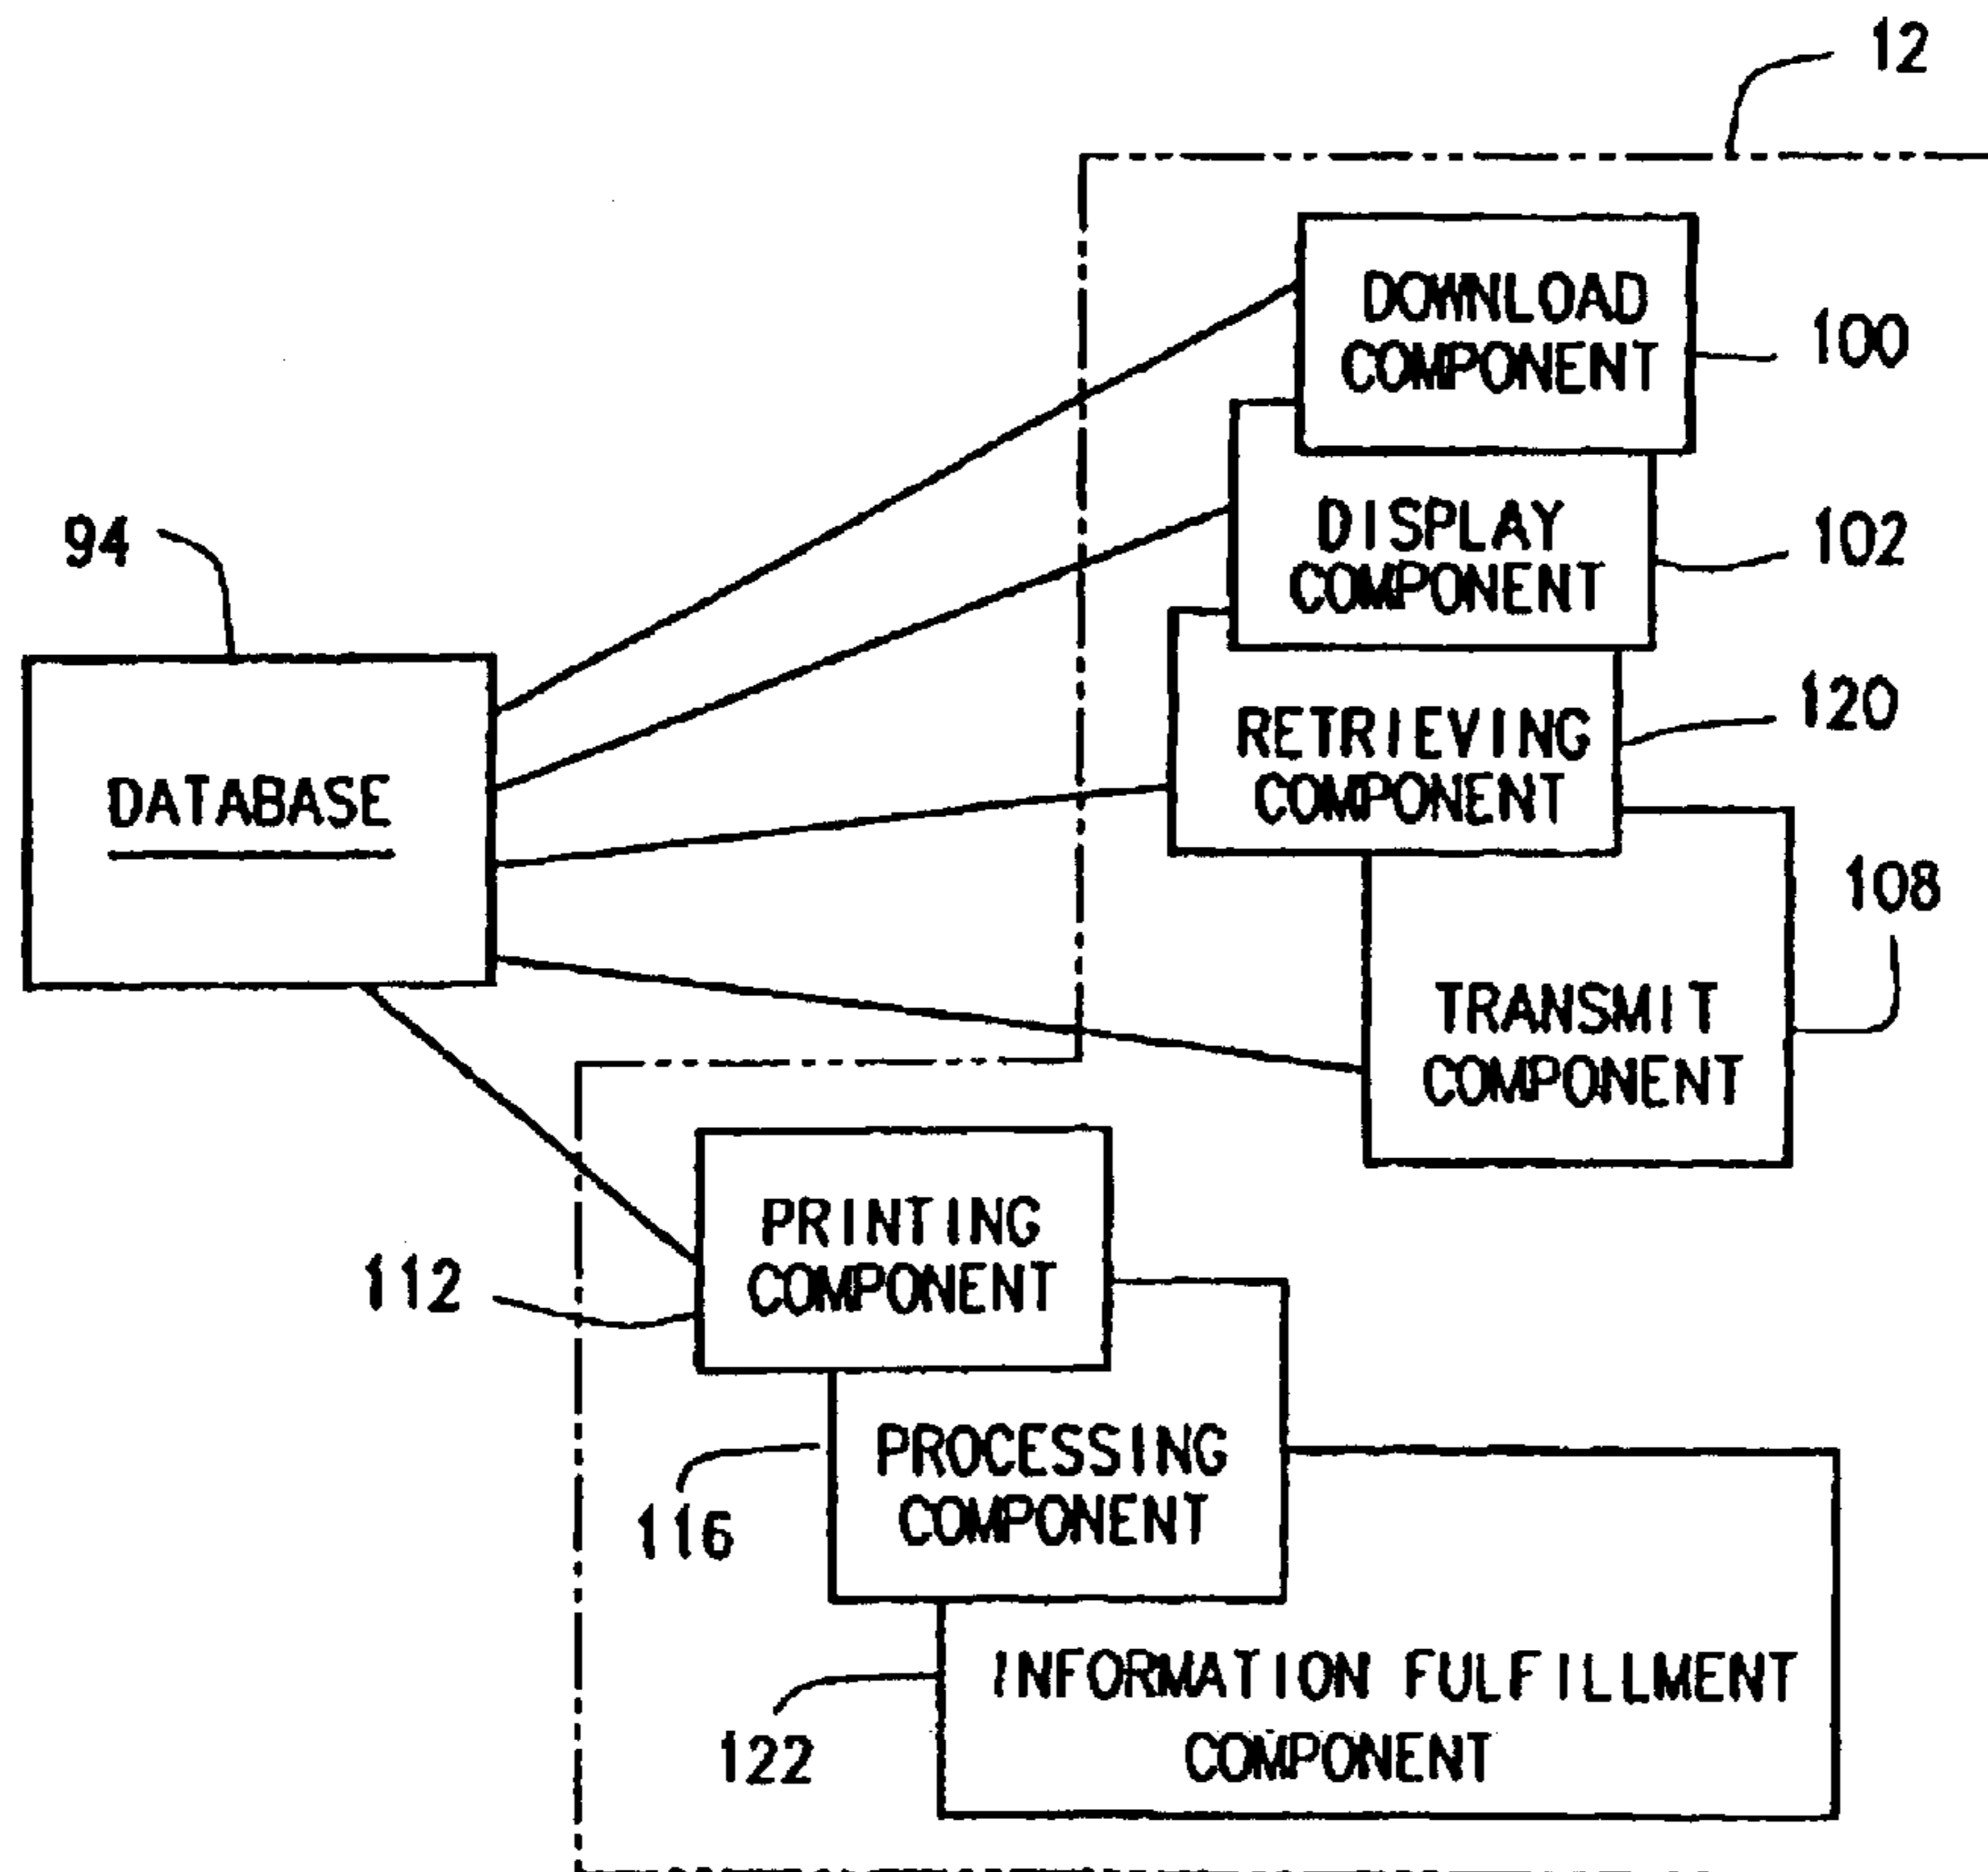 12
DOWNLOAD
COMPONENT
100
94
DISPLAY
COMPONENT
102
DATABASE
RETRIEVING
COMPONENT
120
108
TRANSMIT
COMPONENT
PRINTING
COMPONENT
112
PROCESSING
COMPONENT
116
INFORMATION FULFILLMENT
COMPONENT
122